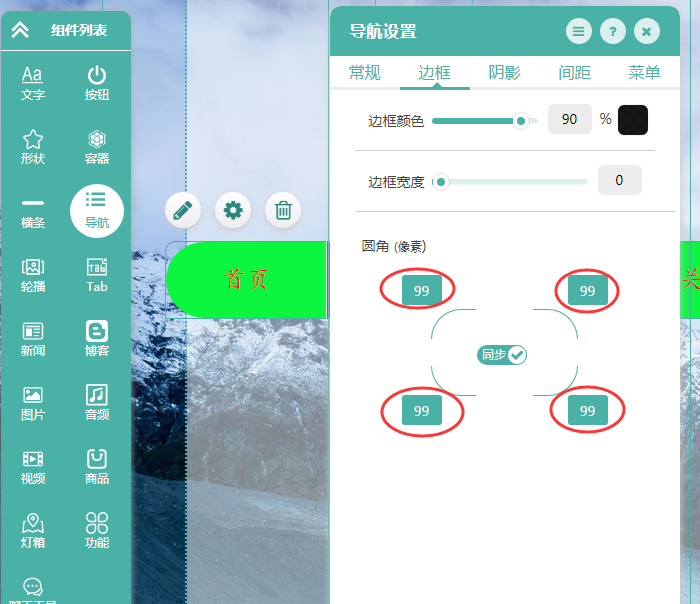 组件列表
Aa
文字
按钮
形状
容器
横条
导航
轮播
Tab
Tab
新闻
博客
图片
音频
视频
商品
灯箱
功能
首页
导航设置
?
常规
边框
阴影
间距
菜单
边框颜色
90
%
边框宽度
0
圆角 (像素)
99
99
同步
99
99